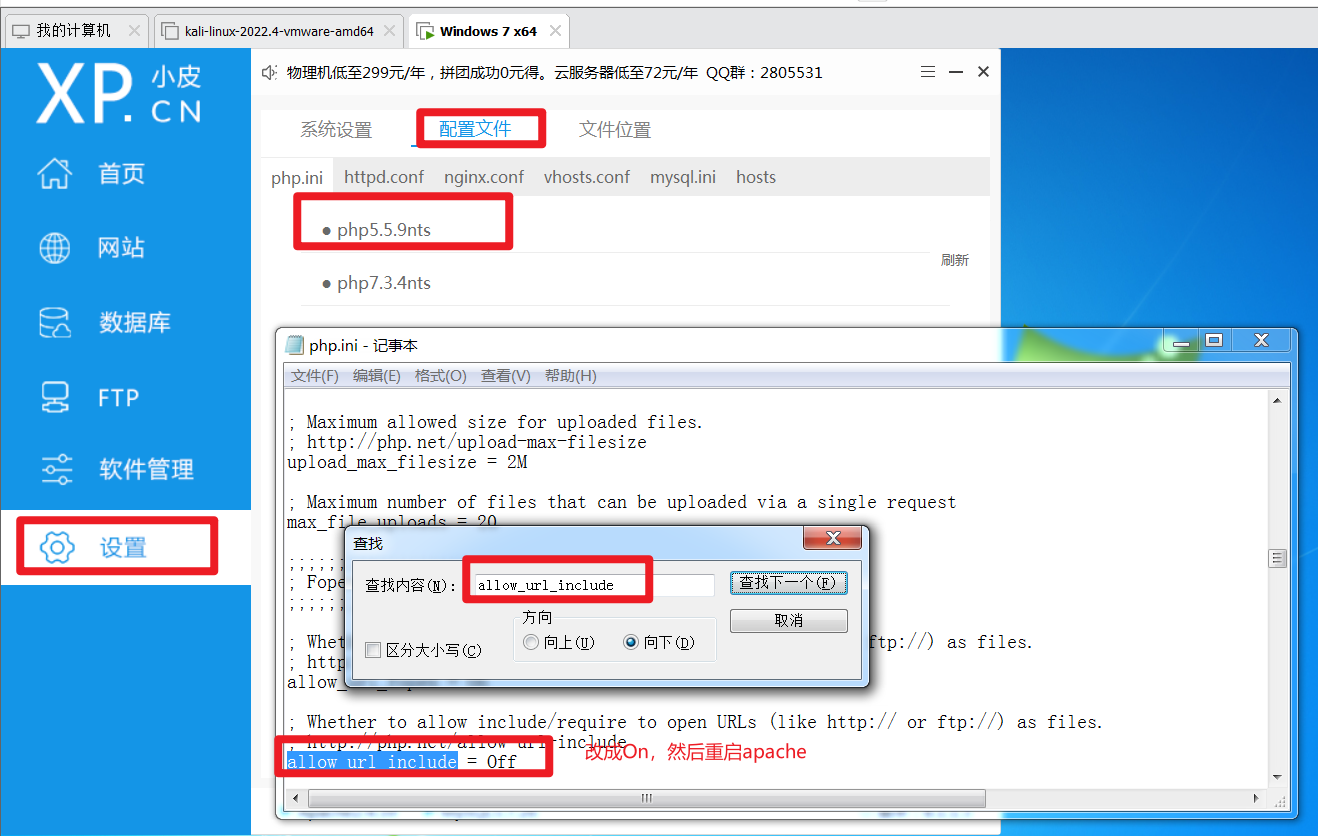 我的计算机
kali-linux-2022.4-vmware-amd64
Windows 7 x64
XP.小皮CN
物理机低至299元/年，拼团成功0元得。云服务器低至72元/年 QQ群：2805531
首页
网站
数据库
FTP
软件管理
设置
系统设置
配置文件
文件位置
php.ini
httpd.conf
nginx.conf
vhosts.conf
mysql.ini
hosts
● php5.5.9nts
刷新
● php7.3.4nts
php.ini - 记事本
文件(F) 编辑(E) 格式(O) 查看(V) 帮助(H)
; Maximum allowed size for uploaded files.
; http://php.net/upload-max-filesize
upload_max_filesize = 2M
; Maximum number of files that can be uploaded via a single request
max_file_uploads = 20
;;;;;;
; Fope
;;;;;;
; Whet
ftp://) as files.
; http
allow_
; Whether to allow include/require to open URLs (like http:// or ftp://) as files.
; http://php.net/allow-url-include
allow_url_include = Off
改成On，然后重启apache
查找
查找内容(N)：
allow_url_include
查找下一个(F)
方向
取消
区分大小写(C)
向上(U)
向下(D)